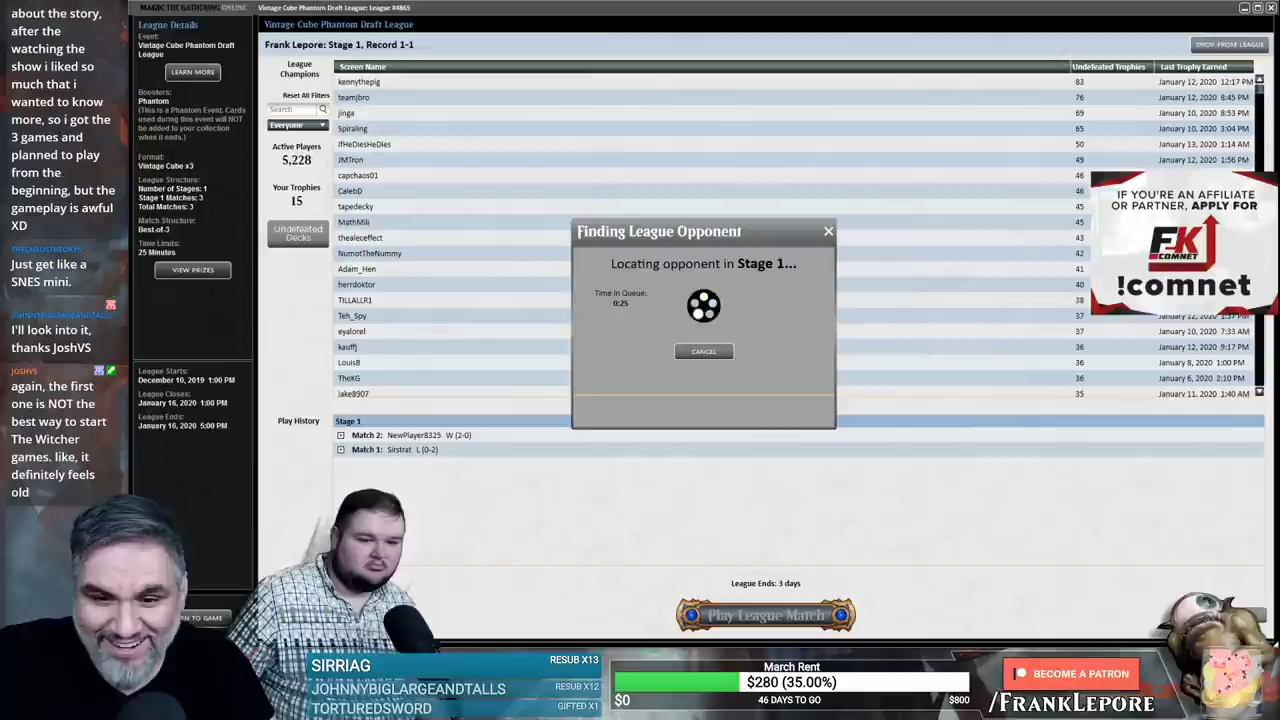 about the story,
after the
watching the
show i liked so
much that i
wanted to know
more, so i got the
3 games and
planned to play
from the
beginning, but the
gameplay is awful
XD
THECHAOSTHEORY5
Just get like a
SNES mini.
JOHNNYBIGLARGEANDTALLS
I'll look into it,
thanks JoshVS
JOSHVS
again, the first
one is NOT the
best way to start
The Witcher
games. like, it
definitely feels
old
MAGIC THE GATHERING ONLINE
Vintage Cube Phantom Draft League: League #4865
League Details
Event:
Vintage Cube Phantom Draft
League
LEARN MORE
Boosters:
Phantom
(This is a Phantom Event. Cards
used during this event will NOT
be added to your collection
when it ends.)
Format:
Vintage Cube x3
League Structure:
Number of Stages: 1
Stage 1 Matches: 3
Total Matches: 3
Match Structure:
Best-of-3
Time Limits:
25 Minutes
VIEW PRIZES
League Starts:
December 10, 2019 1:00 PM
League Closes:
January 16, 2020 1:00 PM
League Ends:
January 16, 2020 5:00 PM
N TO GAME
Vintage Cube Phantom Draft League
Frank Lepore: Stage 1, Record 1-1
DROP FROM LEAGUE
League
Champions
Reset All Filters
Search
Everyone
Active Players
5,228
Your Trophies
15
Undefeated
Decks
Screen Name Undefeated Trophies Last Trophy Earned
kennythepig 83 January 12, 2020 12:17 PM
teamjbro 76 January 12, 2020 8:45 PM
jinga 69 January 10, 2020 8:53 PM
Spiraling 65 January 10, 2020 3:04 PM
IfHeDiesHeDies 50 January 13, 2020 1:14 AM
JMTron 49 January 12, 2020 1:56 PM
capchaos01 46
CalebD 46
tapedecky 45
MathMili 45
thealeceffect 43
NumotTheNummy 42
Adam_Hen 41
herrdoktor 40
TILLALLR1 38
Teh_Spy 37 January 12, 2020 1:37 PM
eyalorel 37 January 10, 2020 7:33 AM
kauffj 36 January 12, 2020 9:17 PM
LouisB 36 January 8, 2020 1:00 PM
TheKG 36 January 6, 2020 2:10 PM
Jake8907 35 January 11, 2020 1:40 AM
Finding League Opponent
Locating opponent in Stage 1...
Time in Queue:
0:25
CANCEL
IF YOU'RE AN AFFILIATE
OR PARTNER, APPLY FOR
FK
COMNET
!comnet
Play History
Stage 1
Match 2: NewPlayer8325 W (2-0)
Match 1: Sirstrat L (0-2)
League Ends: 3 days
Play League Match
SIRRIAG RESUB X13
JOHNNYBIGLARGEANDTALLS RESUB X12
TORTUREDSWORD GIFTED X1
March Rent
$280 (35.00%)
$0 46 DAYS TO GO $800
BECOME A PATRON
/FRANKLEPORE